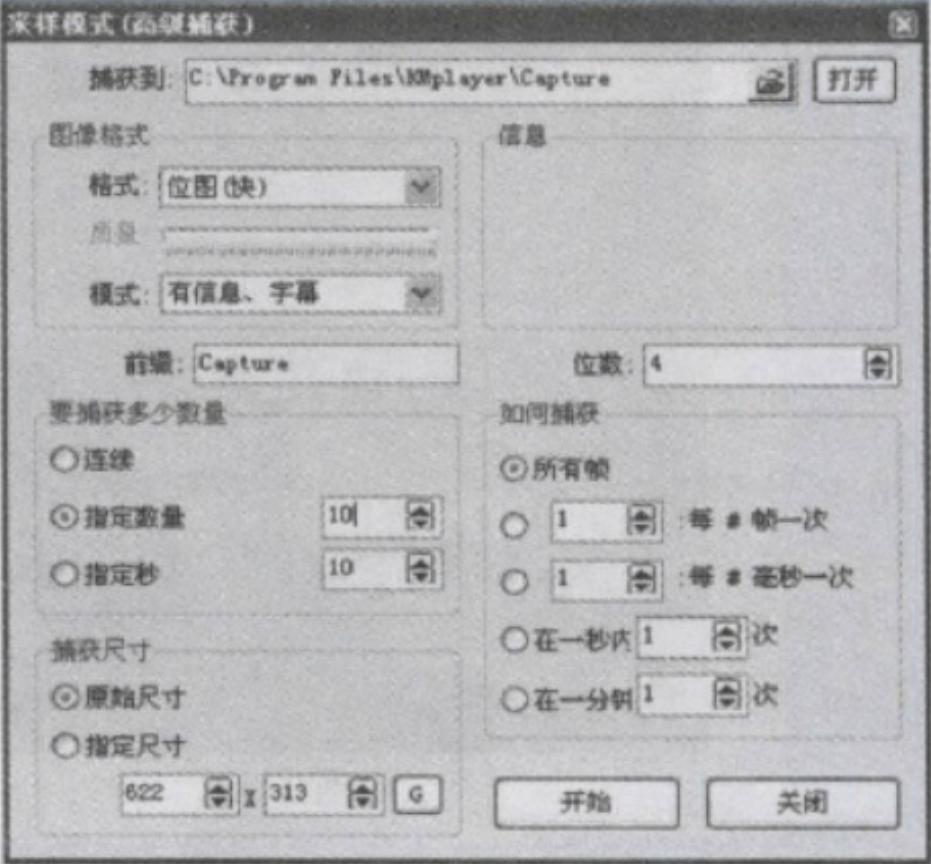 采样模式(高级捕获)
捕获到: C:\Program Files\KMplayer\Capture 打开
图像格式
格式: 位图(快)
质量
模式: 有信息、字幕
信息
前缀: Capture
位数: 4
要捕获多少数量
连续
指定数量 10
指定秒 10
如何捕获
所有帧
1 :每 # 帧一次
1 :每 # 毫秒一次
在一秒内 1 次
在一分钟 1 次
捕获尺寸
原始尺寸
指定尺寸
622 X 313 G
开始
关闭